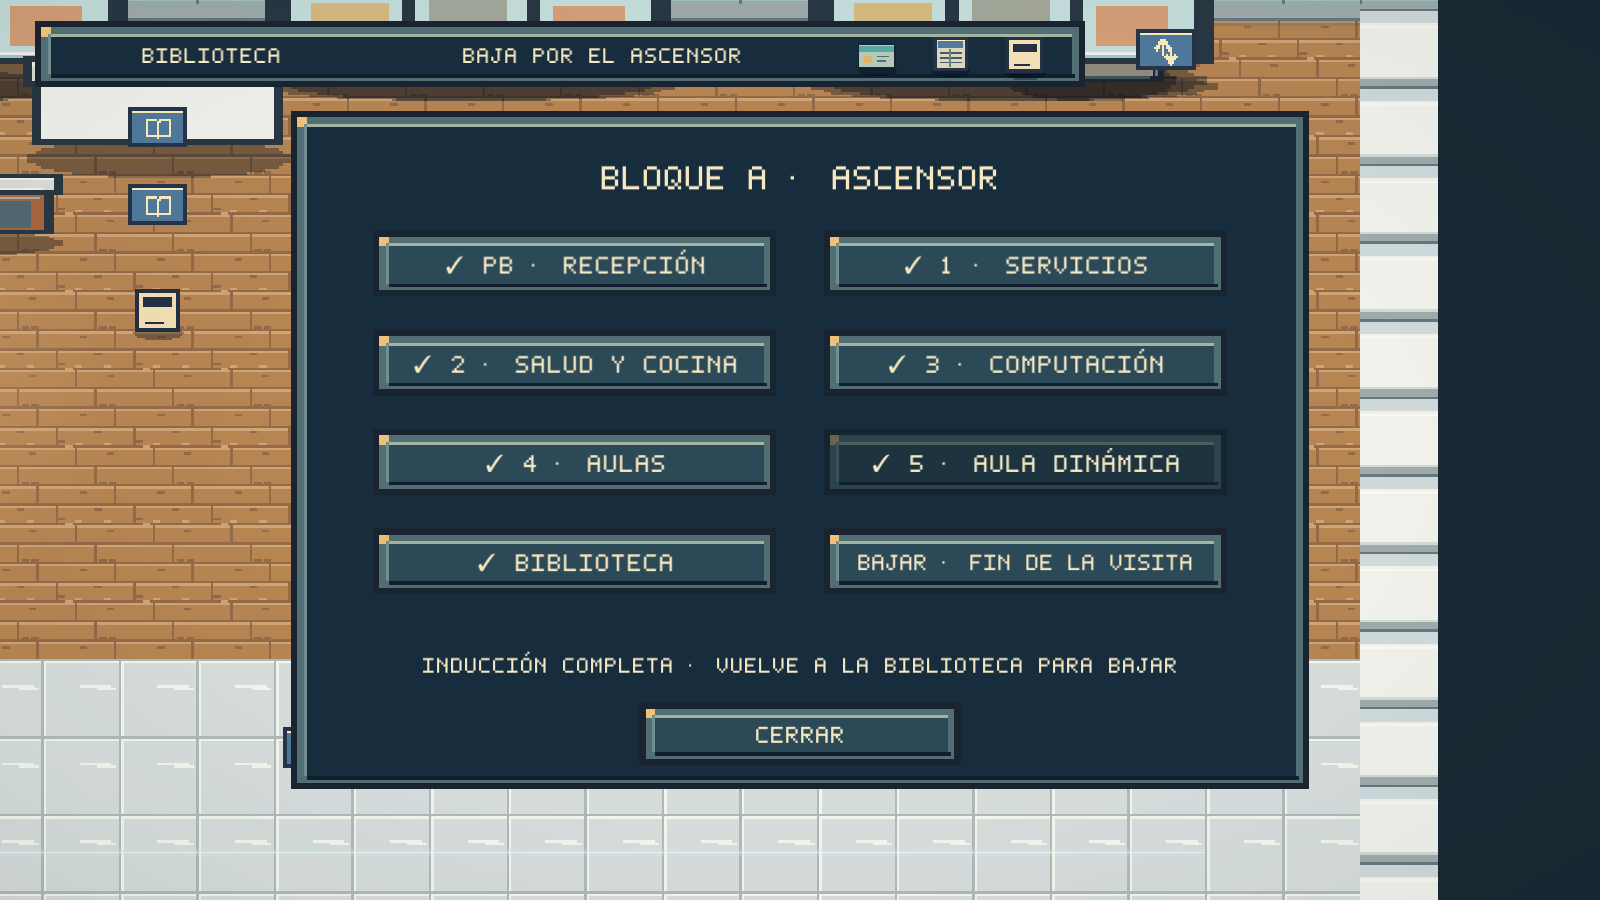 BIBLIOTECA
BAJA POR EL ASCENSOR
BLOQUE A · ASCENSOR
✓ PB · RECEPCIÓN
✓ 1 · SERVICIOS
✓ 2 · SALUD Y COCINA
✓ 3 · COMPUTACIÓN
✓ 4 · AULAS
✓ 5 · AULA DINÁMICA
✓ BIBLIOTECA
BAJAR · FIN DE LA VISITA
INDUCCIÓN COMPLETA · VUELVE A LA BIBLIOTECA PARA BAJAR
CERRAR